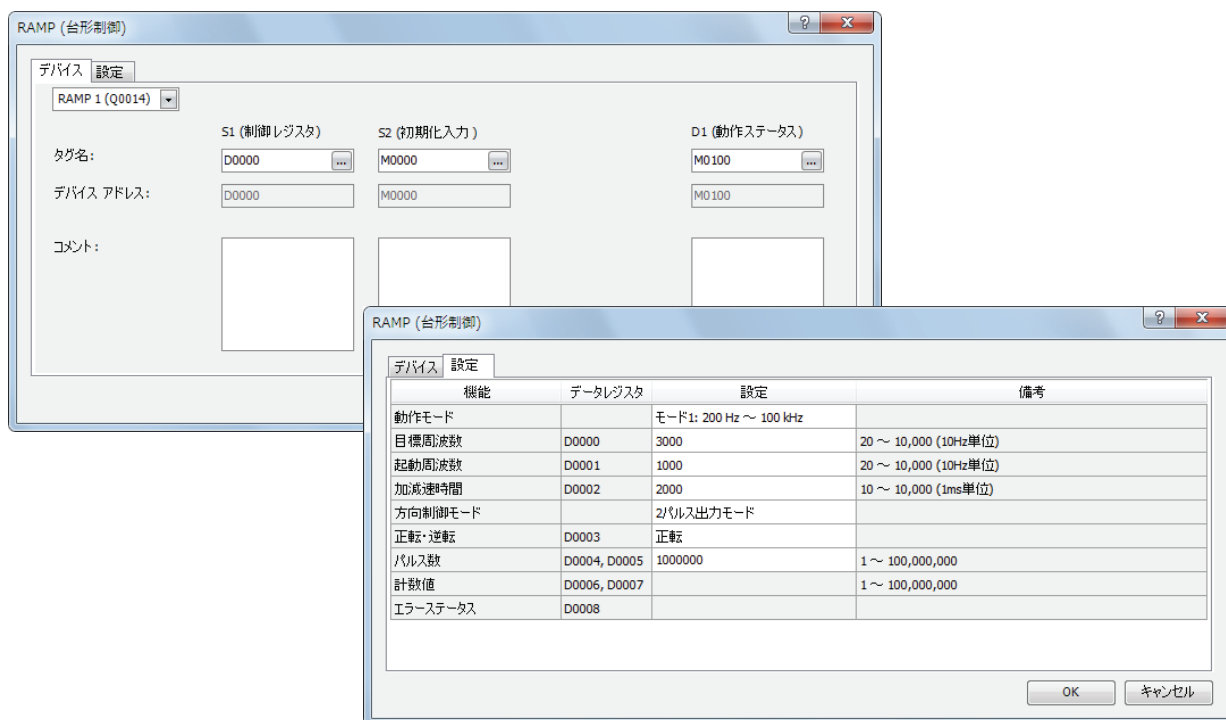 RAMP (台形制御)
デバイス 設定
RAMP 1 (Q0014)
S1 (制御レジスタ) S2 (初期化入力) D1 (動作ステータス)
タグ名: D0000 ... M0000 ... M0100 ...
デバイス アドレス: D0000 M0000 M0100
コメント:
RAMP (台形制御)
デバイス 設定
機能 データレジスタ 設定 備考
動作モード モード1: 200 Hz ～ 100 kHz
目標周波数 D0000 3000 20 ～ 10,000 (10Hz単位)
起動周波数 D0001 1000 20 ～ 10,000 (10Hz単位)
加減速時間 D0002 2000 10 ～ 10,000 (1ms単位)
方向制御モード 2パルス出力モード
正転・逆転 D0003 正転
パルス数 D0004, D0005 1000000 1 ～ 100,000,000
計数値 D0006, D0007 1 ～ 100,000,000
エラーステータス D0008
OK キャンセル